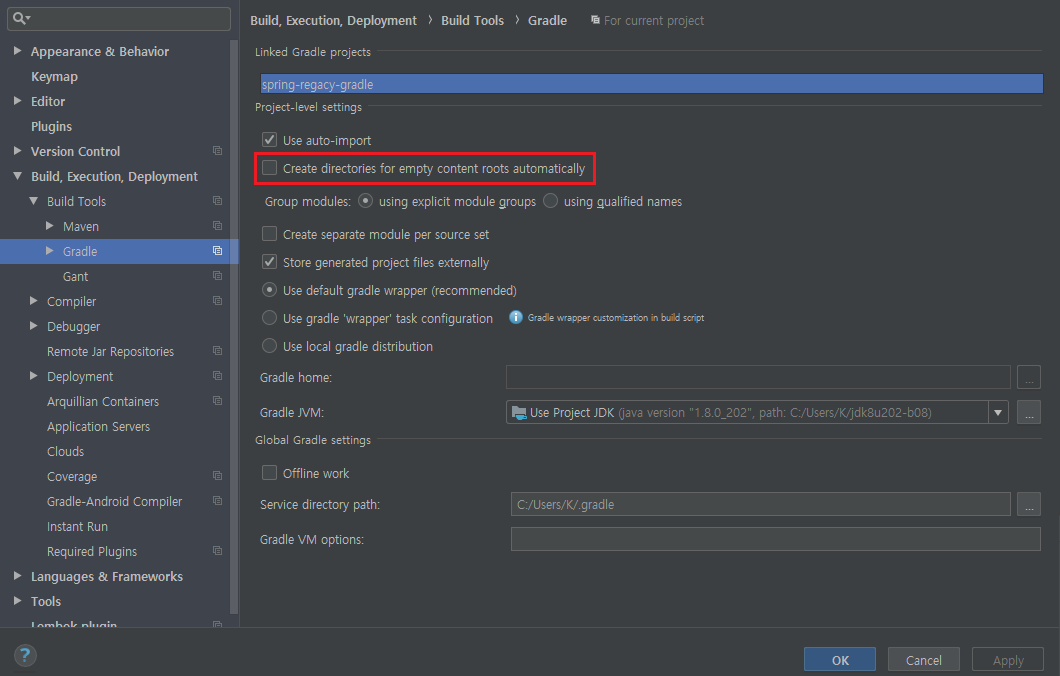 Appearance & Behavior
Keymap
Editor
Plugins
Version Control
Build, Execution, Deployment
Build Tools
Maven
Gradle
Gant
Compiler
Debugger
Remote Jar Repositories
Deployment
Arquillian Containers
Application Servers
Clouds
Coverage
Gradle-Android Compiler
Instant Run
Required Plugins
Languages & Frameworks
Tools
Lombok plugin
Build, Execution, Deployment › Build Tools › Gradle For current project
Linked Gradle projects
spring-regacy-gradle
Project-level settings
Use auto-import
Create directories for empty content roots automatically
Group modules: using explicit module groups using qualified names
Create separate module per source set
Store generated project files externally
Use default gradle wrapper (recommended)
Use gradle 'wrapper' task configuration Gradle wrapper customization in build script
Use local gradle distribution
Gradle home: ...
Gradle JVM: Use Project JDK (java version "1.8.0_202", path: C:/Users/K/jdk8u202-b08) ...
Global Gradle settings
Offline work
Service directory path: C:/Users/K/.gradle ...
Gradle VM options:
? OK Cancel Apply